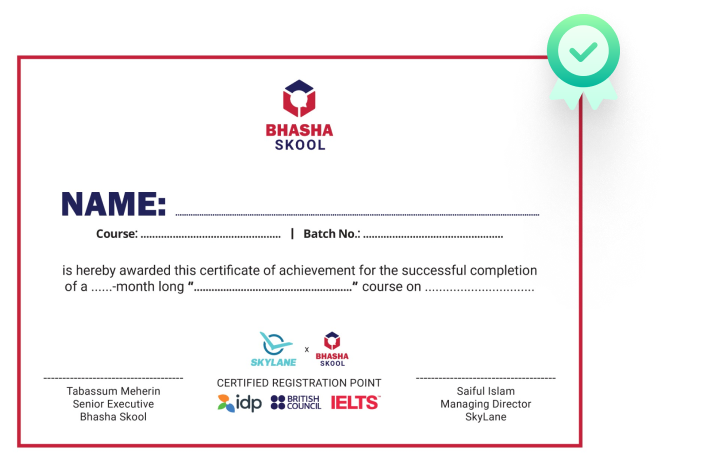 BHASHA
SKOOL
NAME: ................................................................................
Course: ................................................ | Batch No.: ................................................
is hereby awarded this certificate of achievement for the successful completion
of a ......-month long “......................................................” course on ...............................
SKYLANE x BHASHA SKOOL
CERTIFIED REGISTRATION POINT
idp BRITISH COUNCIL IELTS
Tabassum Meherin
Senior Executive
Bhasha Skool
Saiful Islam
Managing Director
SkyLane